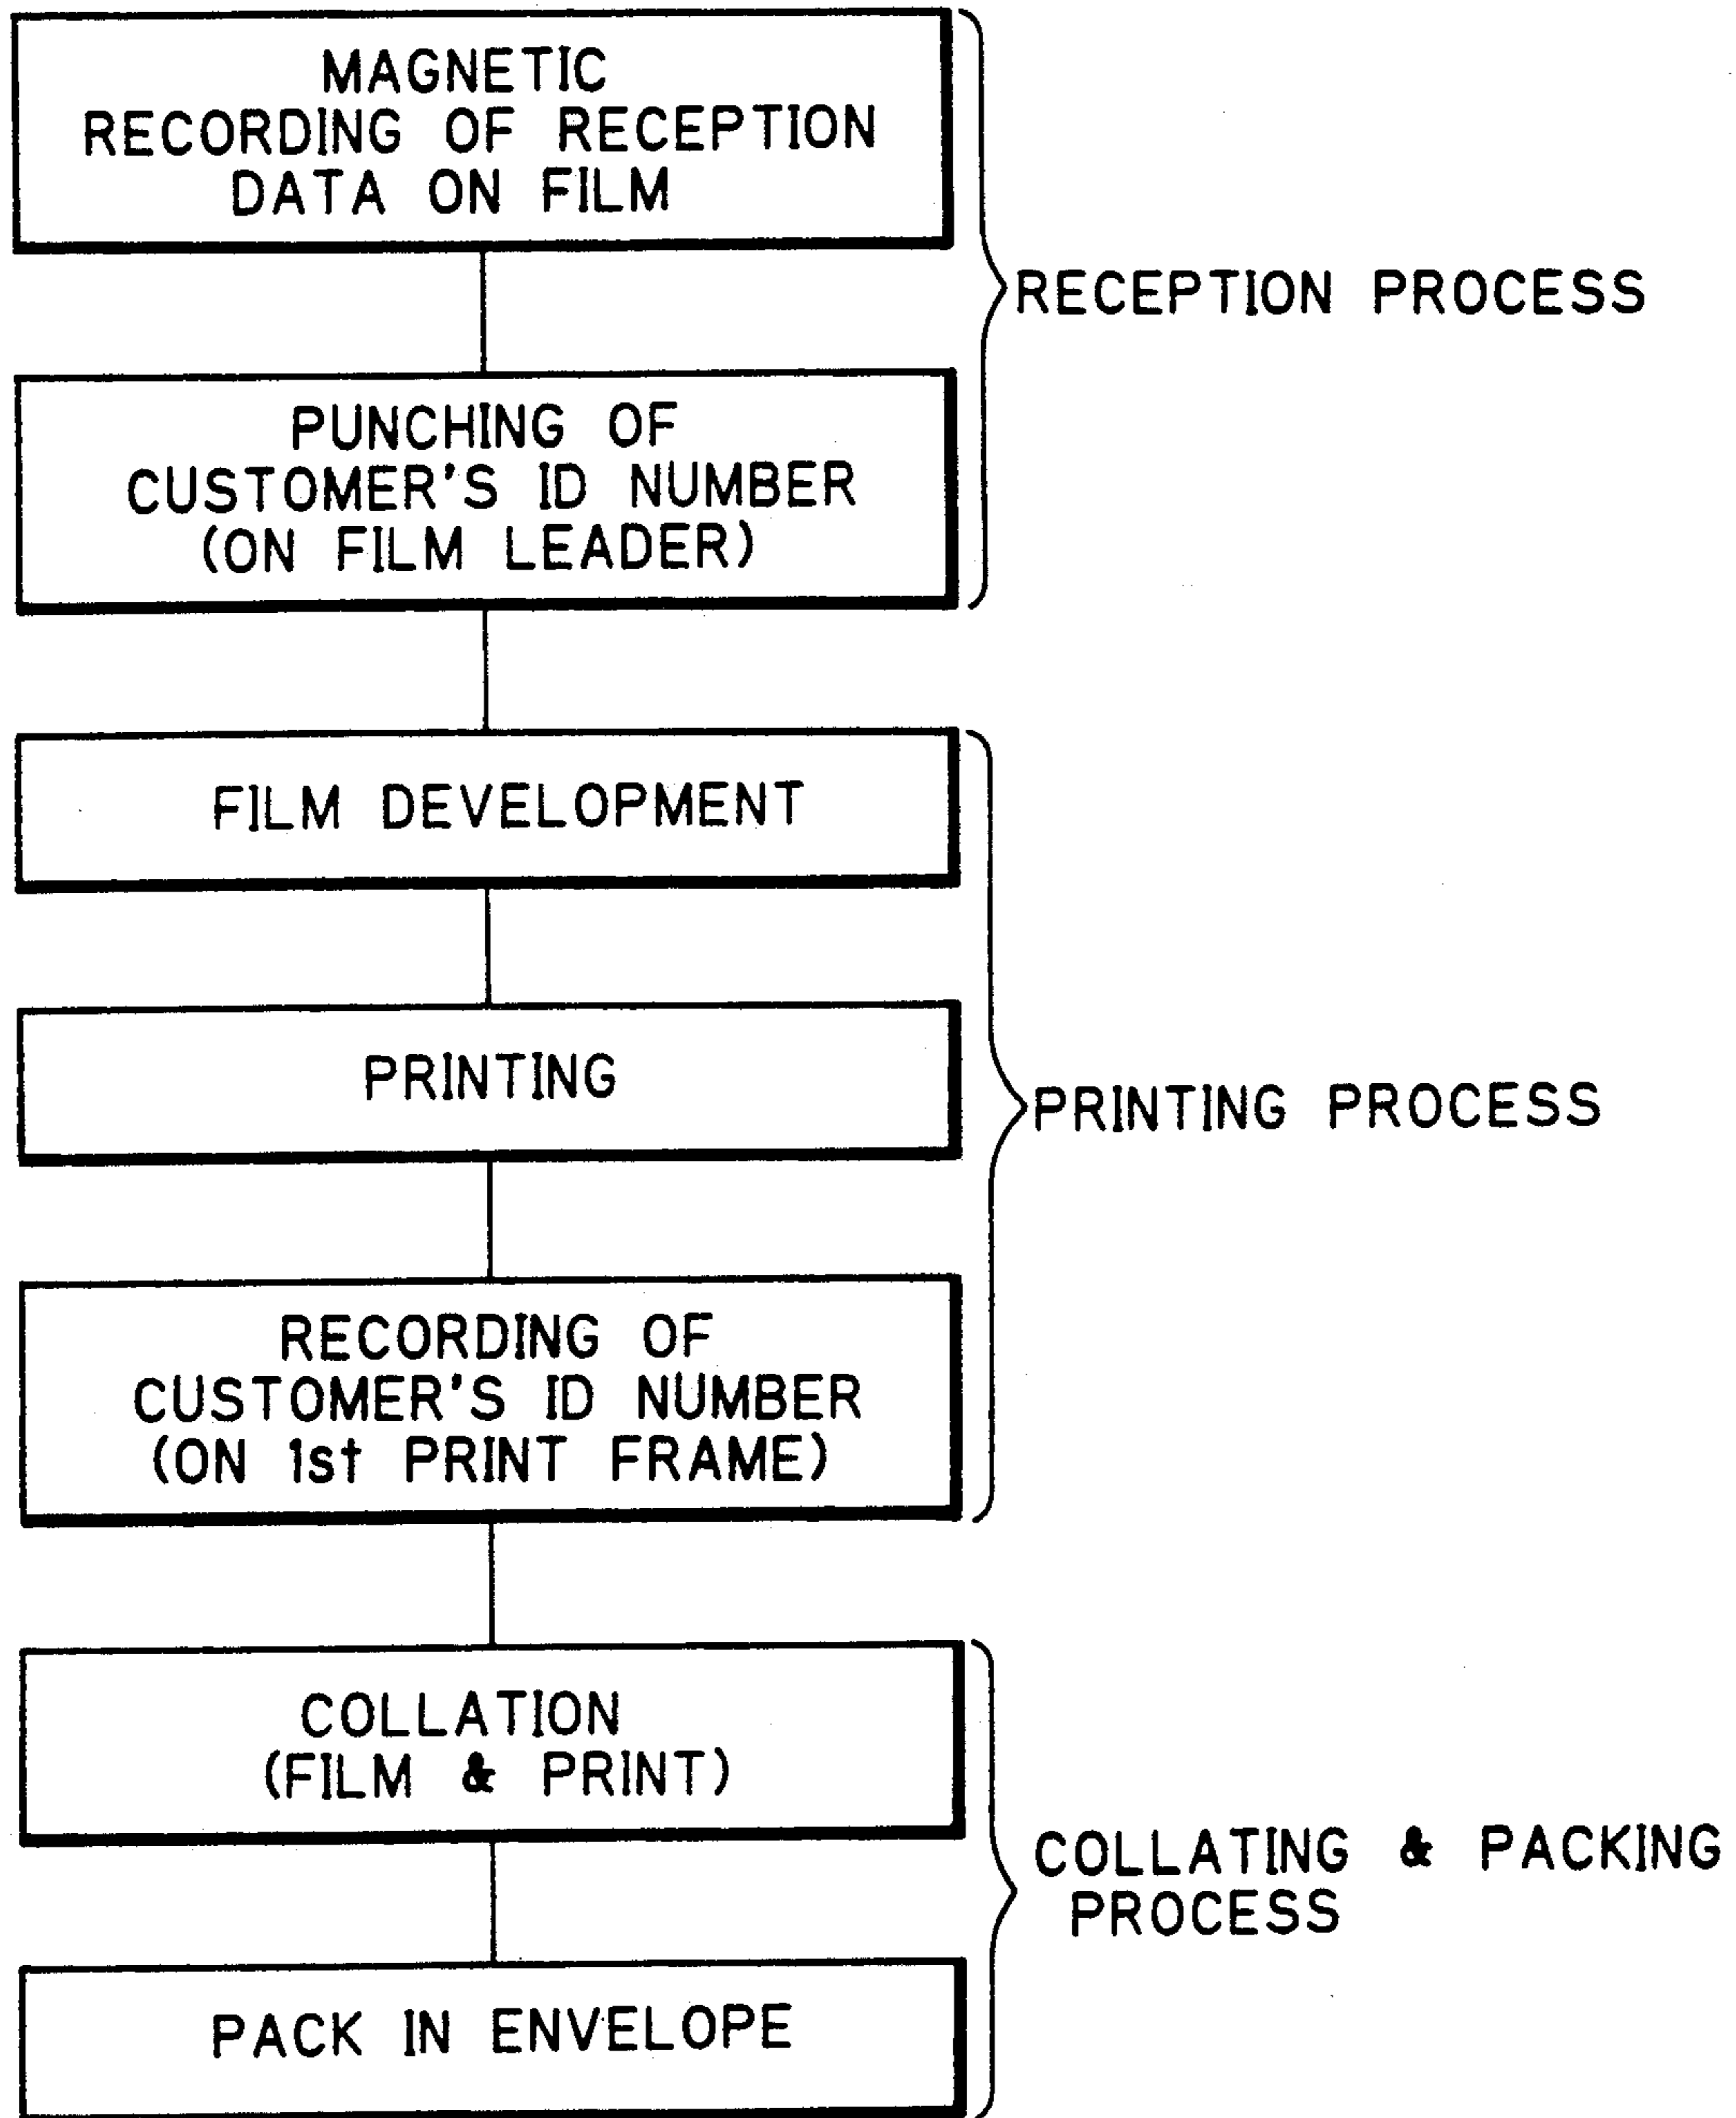 MAGNETIC
RECORDING OF RECEPTION
DATA ON FILM
RECEPTION PROCESS
PUNCHING OF
CUSTOMER'S ID NUMBER
(ON FILM LEADER)
FILM DEVELOPMENT
PRINTING
PRINTING PROCESS
RECORDING OF
CUSTOMER'S ID NUMBER
(ON 1st PRINT FRAME)
COLLATION
(FILM & PRINT)
COLLATING & PACKING
PROCESS
PACK IN ENVELOPE